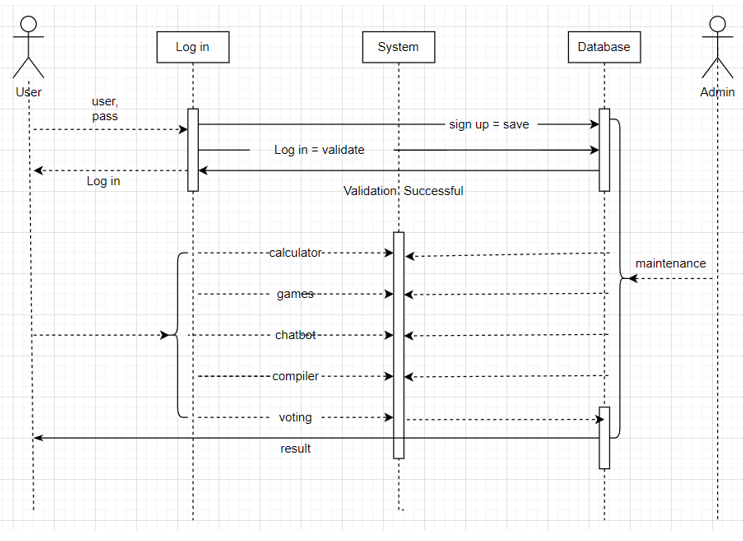 Log in
System
Database
User
Admin
user,
pass
sign up = save
Log in = validate
Log in
Validation Successful
calculator
maintenance
games
chatbot
compiler
voting
result